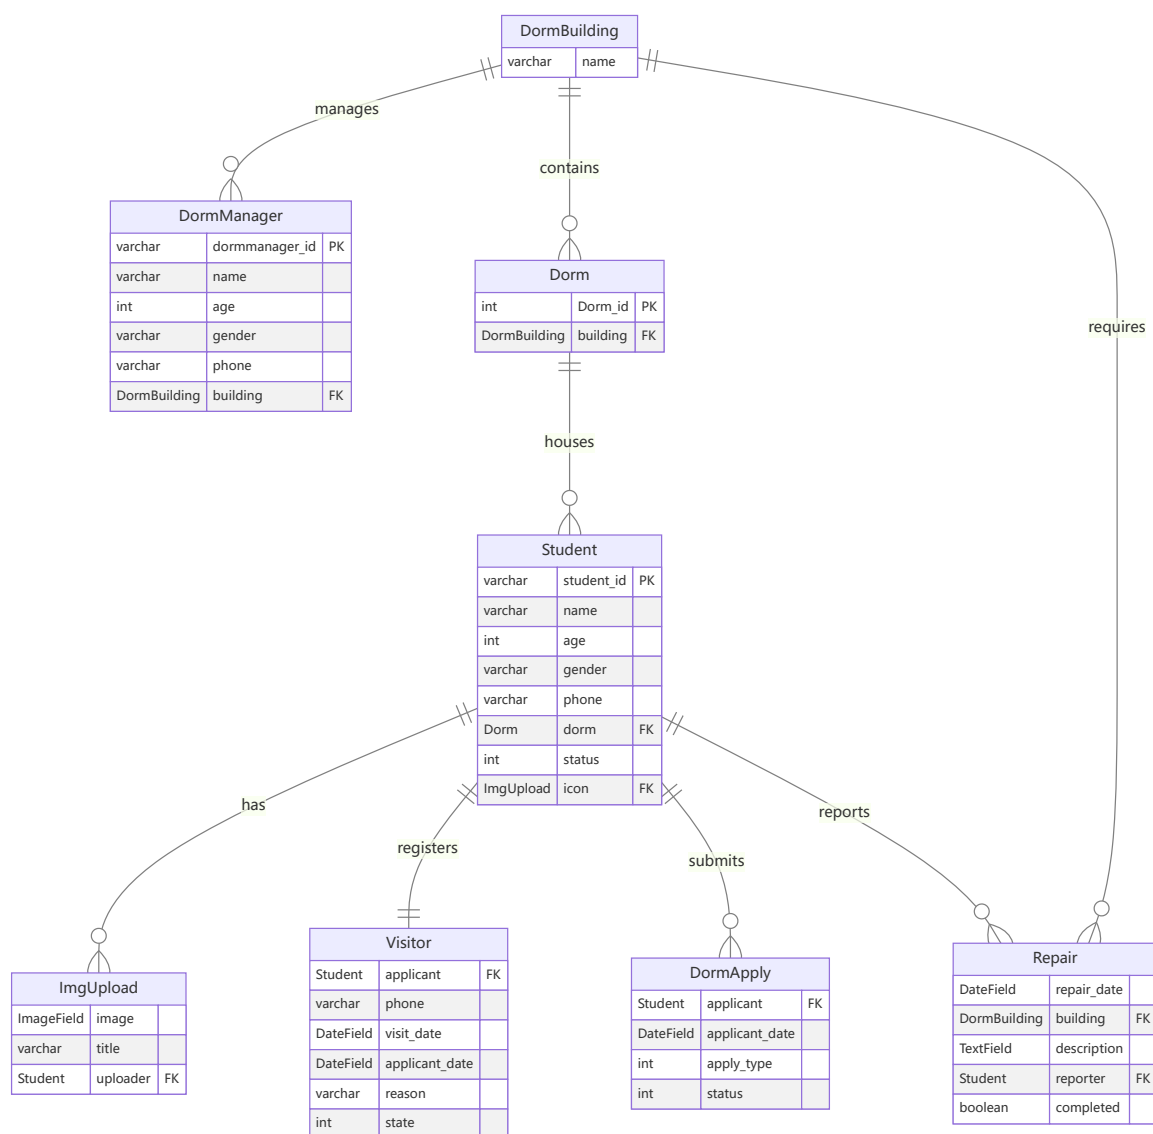 DormBuilding
varchar name
manages
contains
requires
DormManager
varchar dormmanager_id PK
varchar name
int age
varchar gender
varchar phone
DormBuilding building FK
Dorm
int Dorm_id PK
DormBuilding building FK
houses
Student
varchar student_id PK
varchar name
int age
varchar gender
varchar phone
Dorm dorm FK
int status
ImgUpload icon FK
has
registers
submits
reports
ImgUpload
ImageField image
varchar title
Student uploader FK
Visitor
Student applicant FK
varchar phone
DateField visit_date
DateField applicant_date
varchar reason
int state
DormApply
Student applicant FK
DateField applicant_date
int apply_type
int status
Repair
DateField repair_date
DormBuilding building FK
TextField description
Student reporter FK
boolean completed